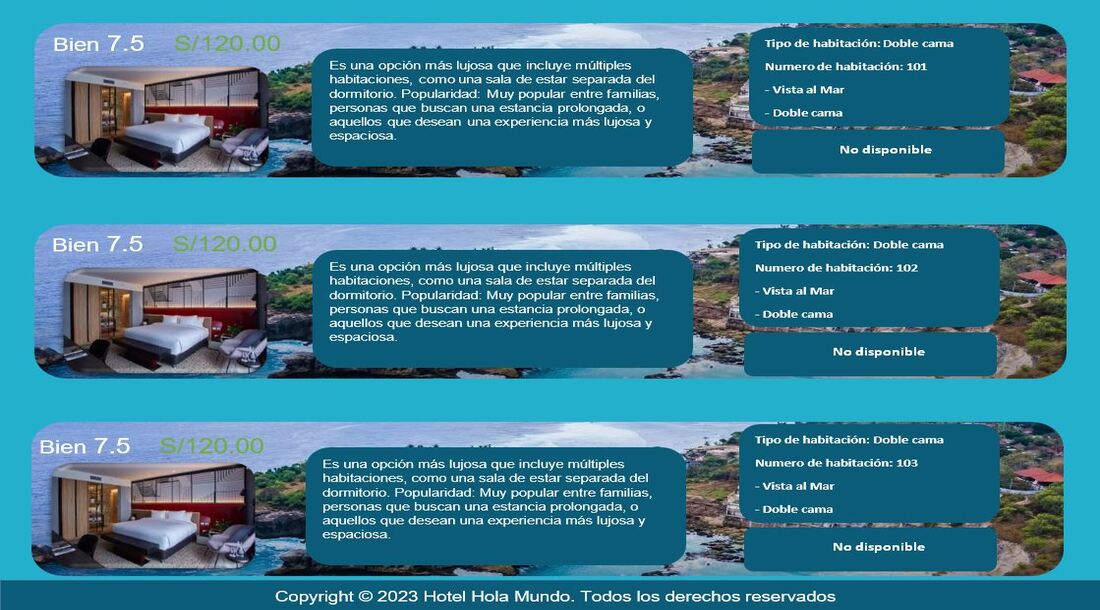 Bien 7.5 S/120.00
Es una opción más lujosa que incluye múltiples
habitaciones, como una sala de estar separada del
dormitorio. Popularidad: Muy popular entre familias,
personas que buscan una estancia prolongada, o
aquellos que desean una experiencia más lujosa y
espaciosa.
Tipo de habitación: Doble cama
Numero de habitación: 101
- Vista al Mar
- Doble cama
No disponible
Bien 7.5 S/120.00
Es una opción más lujosa que incluye múltiples
habitaciones, como una sala de estar separada del
dormitorio. Popularidad: Muy popular entre familias,
personas que buscan una estancia prolongada, o
aquellos que desean una experiencia más lujosa y
espaciosa.
Tipo de habitación: Doble cama
Numero de habitación: 102
- Vista al Mar
- Doble cama
No disponible
Bien 7.5 S/120.00
Es una opción más lujosa que incluye múltiples
habitaciones, como una sala de estar separada del
dormitorio. Popularidad: Muy popular entre familias,
personas que buscan una estancia prolongada, o
aquellos que desean una experiencia más lujosa y
espaciosa.
Tipo de habitación: Doble cama
Numero de habitación: 103
- Vista al Mar
- Doble cama
No disponible
Copyright © 2023 Hotel Hola Mundo. Todos los derechos reservados